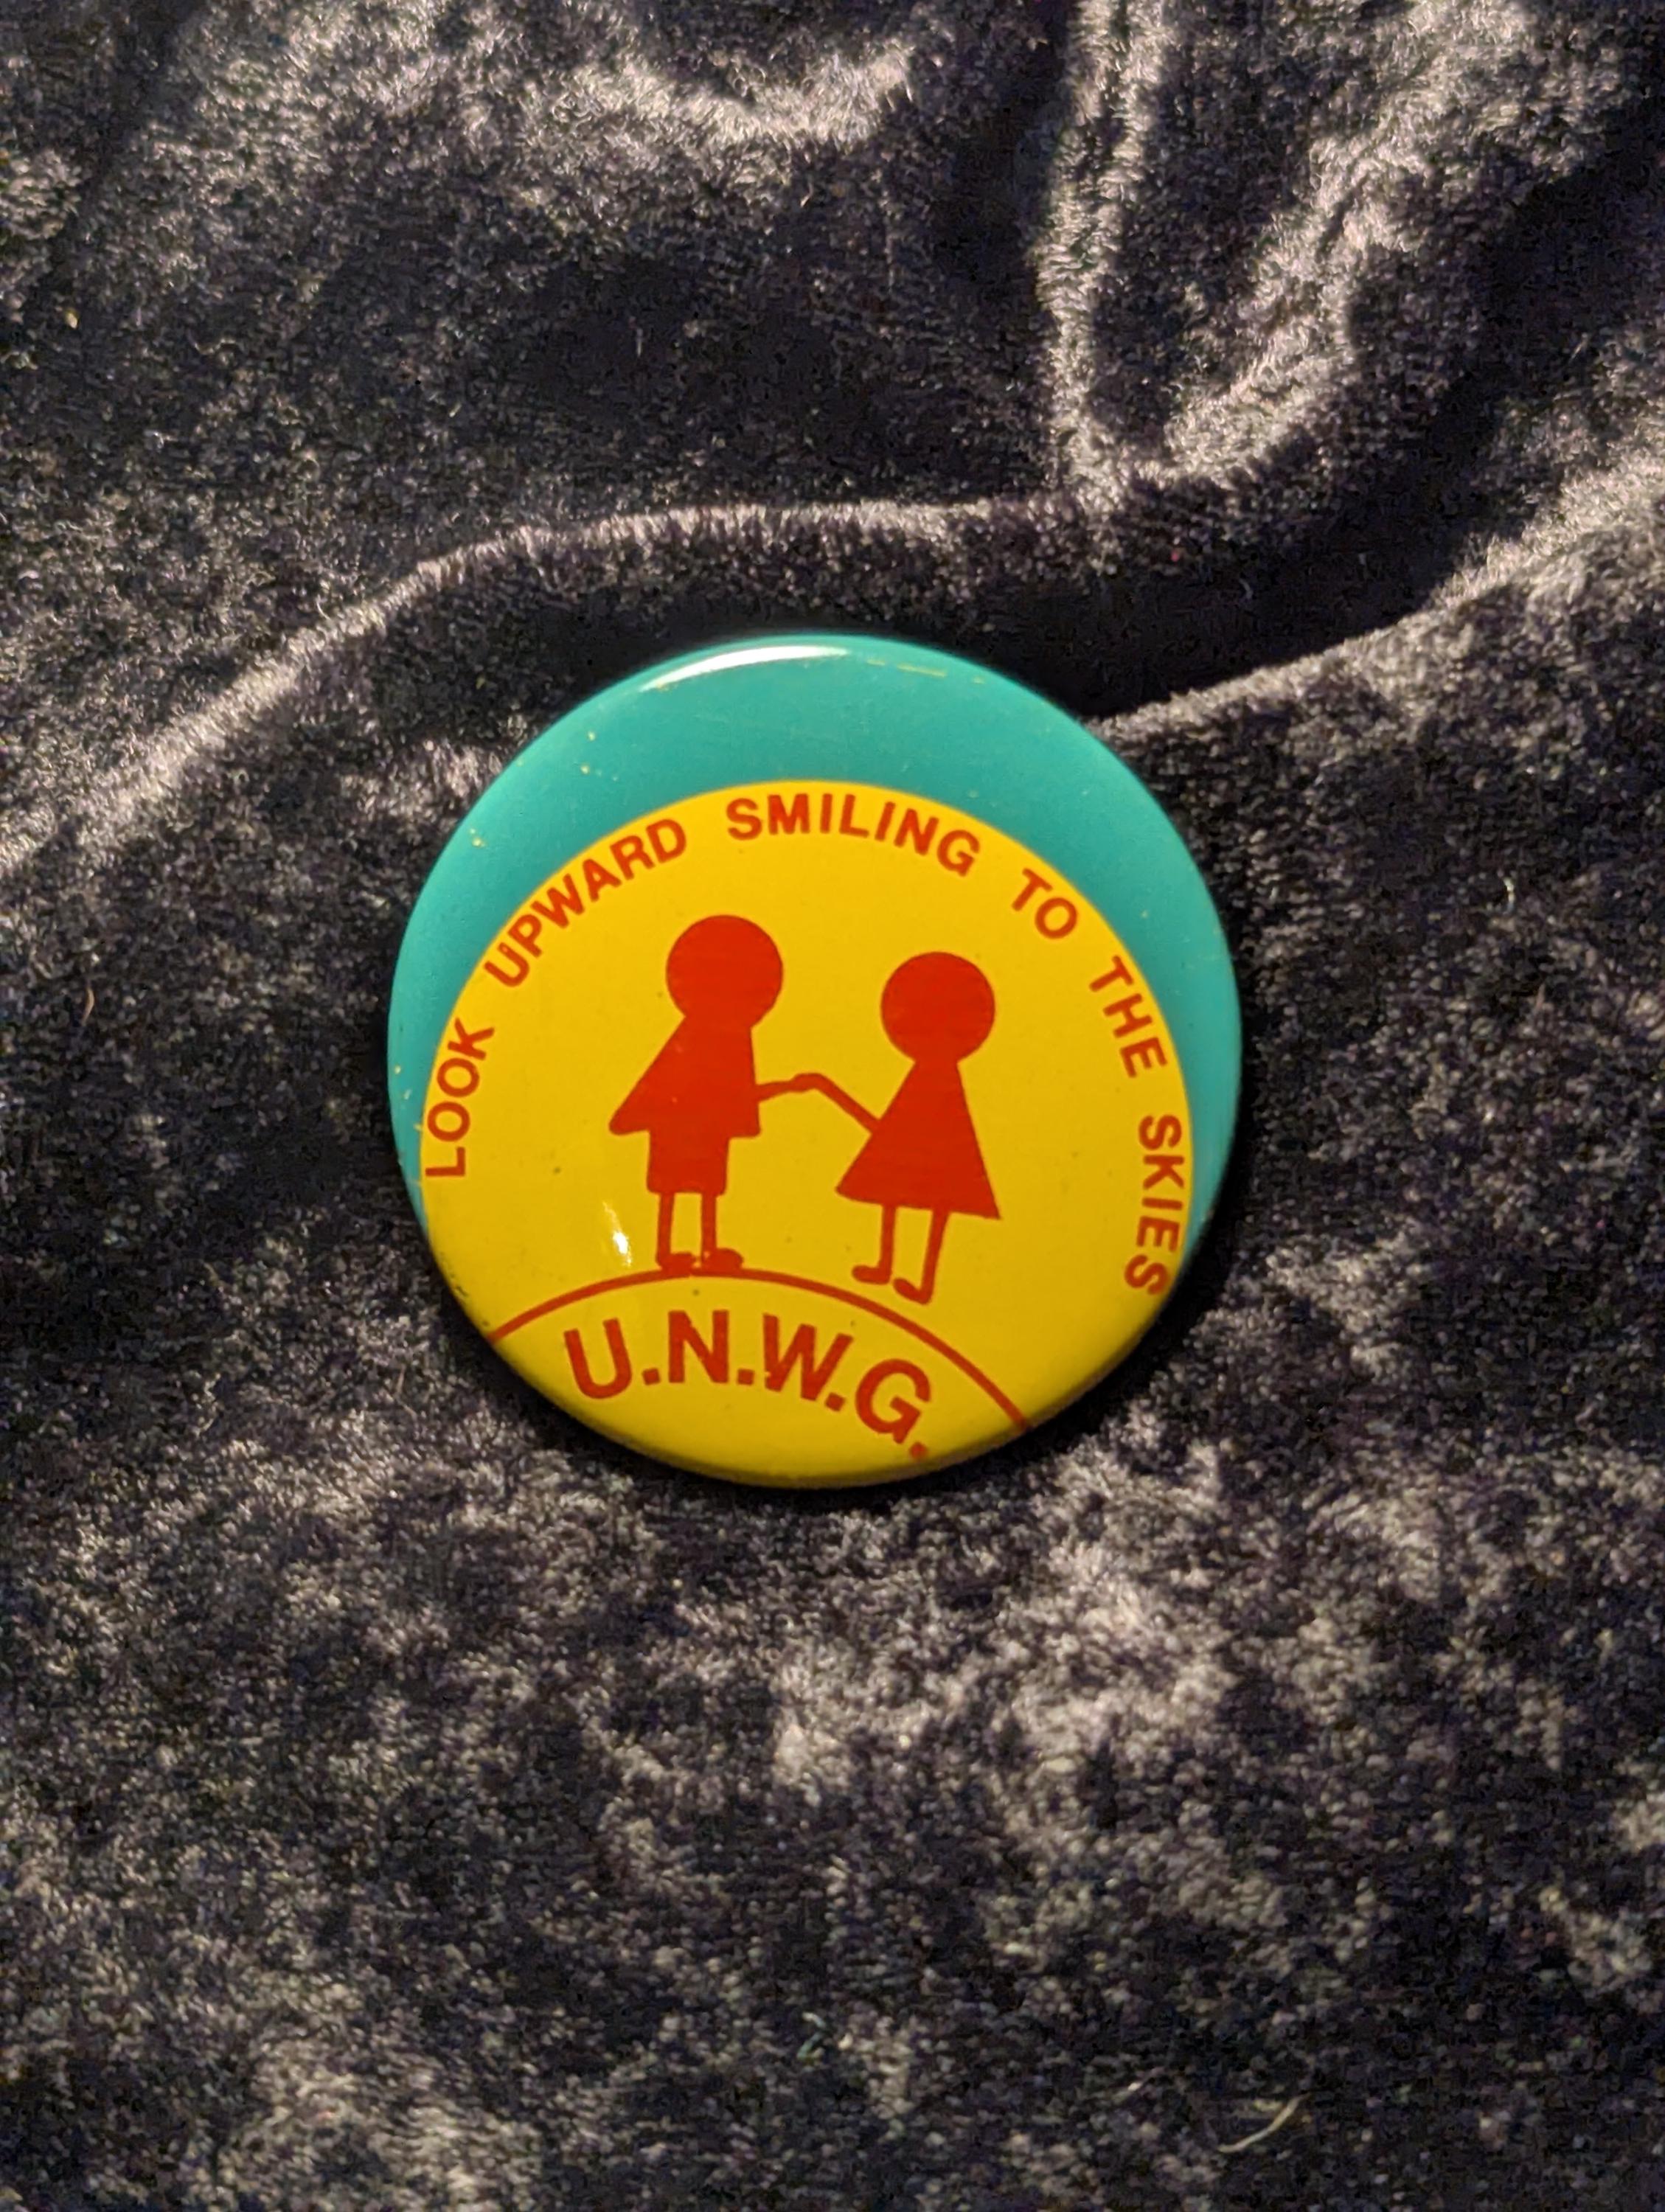 LOOK UPWARD SMILING TO THE SKIES
U.N.W.G.